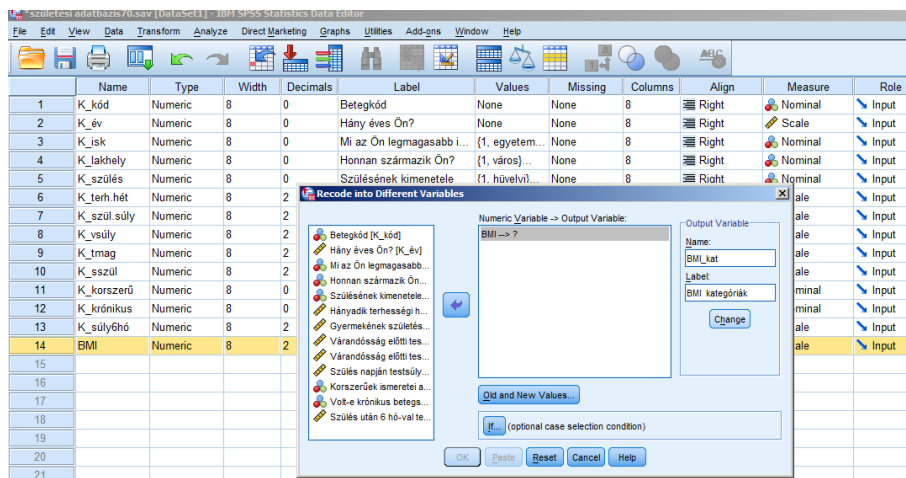 *születési adatbázis70.sav [DataSet1] - IBM SPSS Statistics Data Editor
File Edit View Data Transform Analyze Direct Marketing Graphs Utilities Add-ons Window Help
Name Type Width Decimals Label Values Missing Columns Align Measure Role
1 K_kód Numeric 8 0 Betegkód None None 8 Right Nominal Input
2 K_év Numeric 8 0 Hány éves Ön? None None 8 Right Scale Input
3 K_isk Numeric 8 0 Mi az Ön legmagasabb i... {1, egyetem... None 8 Right Nominal Input
4 K_lakhely Numeric 8 0 Honnan származik Ön? {1, város}... None 8 Right Nominal Input
5 K_szülés Numeric 8 0 Szülésének kimenetele {1, hüvelyi}... None 8 Right Nominal Input
6 K_terh.hét Numeric 8 2 ale Input
7 K_szül.súly Numeric 8 2 ale Input
8 K_vsúly Numeric 8 2 ale Input
9 K_tmag Numeric 8 2 ale Input
10 K_sszül Numeric 8 2 ale Input
11 K_korszerű Numeric 8 0 minal Input
12 K_krónikus Numeric 8 0 minal Input
13 K_súly6hó Numeric 8 2 ale Input
14 BMI Numeric 8 2 ale Input
15
16
17
18
19
20
21
Recode into Different Variables
Betegkód [K_kód]
Hány éves Ön? [K_év]
Mi az Ön legmagasabb...
Honnan származik Ön...
Szülésének kimenetele...
Hányadik terhességi h...
Gyermekének születés...
Várandósság előtti tes...
Várandósság előtti tes...
Szülés napján testsúly...
Korszerűek ismeretei a...
Volt-e krónikus betegs...
Szülés után 6 hó-val te...
Numeric Variable -> Output Variable:
BMI --> ?
Output Variable
Name:
BMI_kat
Label:
BMI kategóriák
Change
Old and New Values...
If... (optional case selection condition)
OK Paste Reset Cancel Help